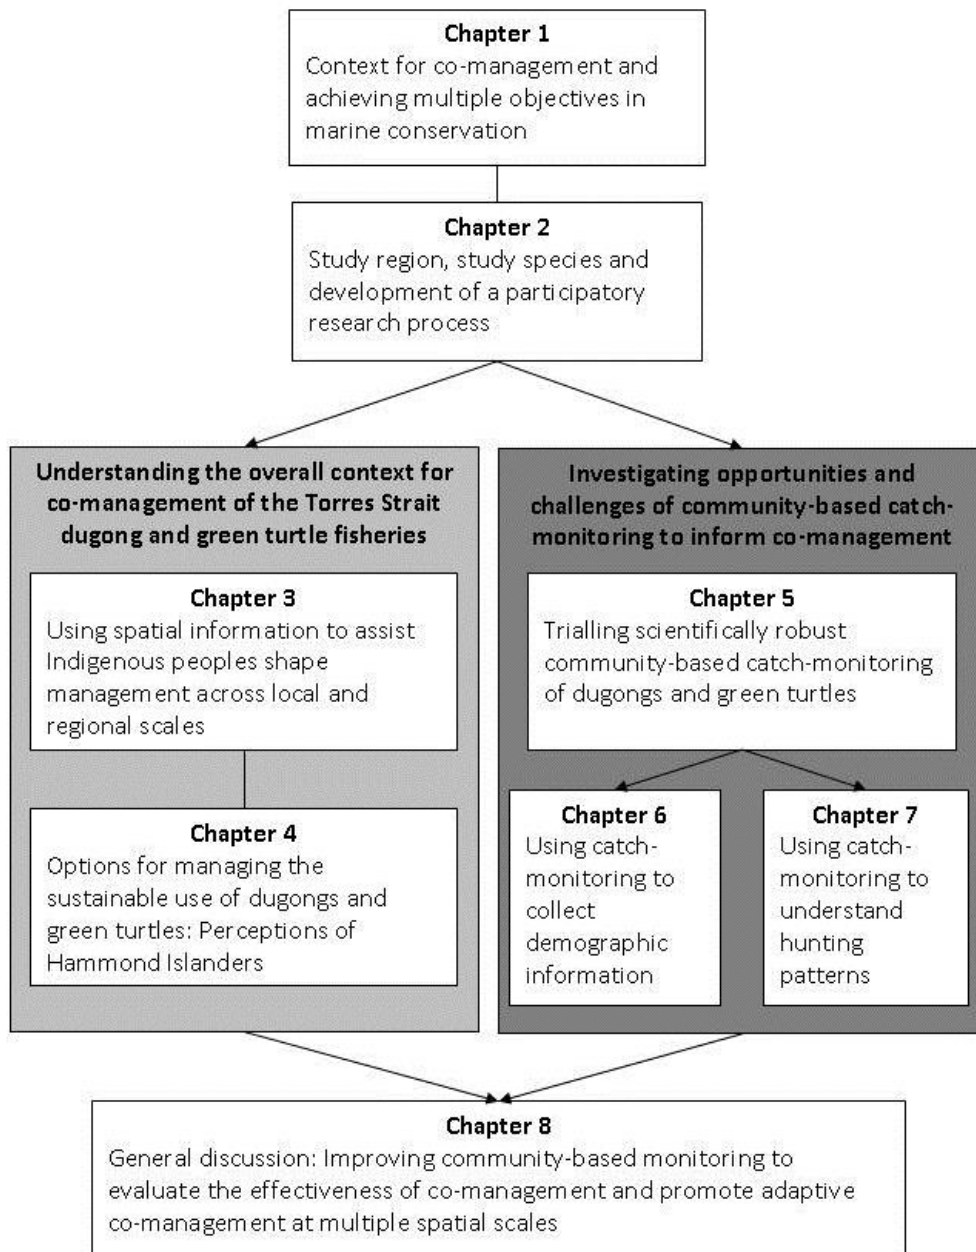 Chapter 1
Context for co-management and
achieving multiple objectives in
marine conservation
Chapter 2
Study region, study species and
development of a participatory
research process
Understanding the overall context for
co-management of the Torres Strait
dugong and green turtle fisheries
Chapter 3
Using spatial information to assist
Indigenous peoples shape
management across local and
regional scales
Chapter 4
Options for managing the
sustainable use of dugongs and
green turtles: Perceptions of
Hammond Islanders
Investigating opportunities and
challenges of community-based catch-
monitoring to inform co-management
Chapter 5
Trialling scientifically robust
community-based catch-monitoring
of dugongs and green turtles
Chapter 6
Using catch-
monitoring to
collect
demographic
information
Chapter 7
Using catch-
monitoring to
understand
hunting
patterns
Chapter 8
General discussion: Improving community-based monitoring to
evaluate the effectiveness of co-management and promote adaptive
co-management at multiple spatial scales